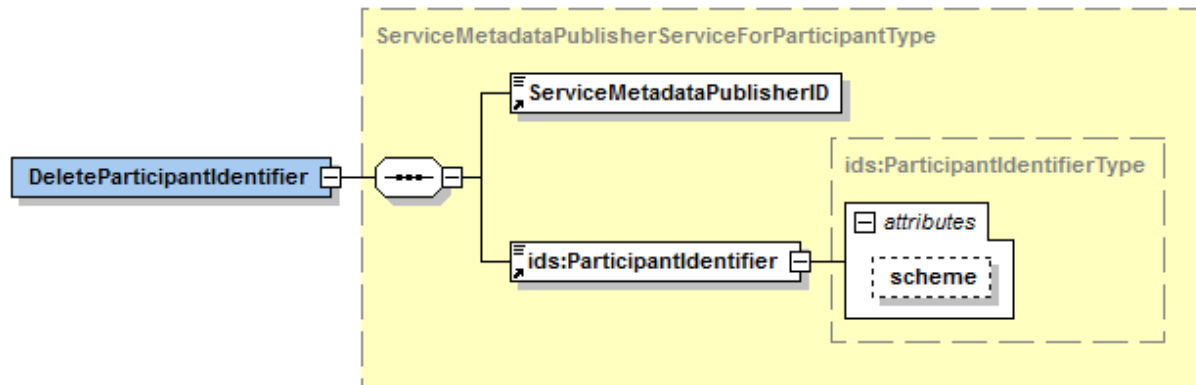 ServiceMetadataPublisherServiceForParticipantType
ServiceMetadataPublisherID
DeleteParticipantIdentifier
ids:ParticipantIdentifierType
attributes
ids:ParticipantIdentifier
scheme